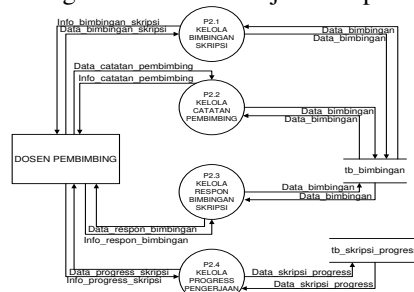 Info_bimbingan_skripsi
Data_bimbingan_skripsi
P2.1
KELOLA
BIMBINGAN
SKRIPSI
Data_bimbingan
Data_bimbingan
Data_catatan_pembimbing
Info_catatan_pembimbing
P2.2
KELOLA
CATATAN
PEMBIMBING
Data_bimbingan
Data_bimbingan
DOSEN PEMBIMBING
tb_bimbingan
P2.3
KELOLA
RESPON
BIMBINGAN
SKRIPSI
Data_bimbingan
Data_bimbingan
Data_respon_bimbingan
Info_respon_bimbingan
tb_skripsi_progress
P2.4
KELOLA
PROGRESS
PENGERJAAN
Data_progress_skripsi
Info_progress_skripsi
Data_skripsi_progress
Data_skripsi_progress